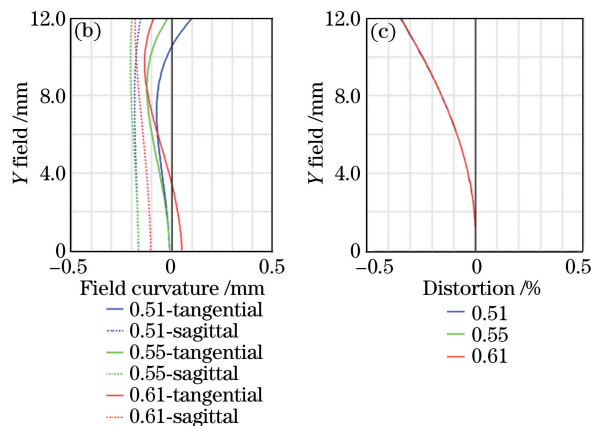 12.0
(b)
8.0
4.0
0
Y field /mm
−0.5
0
0.5
Field curvature /mm
0.51-tangential
0.51-sagittal
0.55-tangential
0.55-sagittal
0.61-tangential
0.61-sagittal
12.0
(c)
8.0
4.0
0
Y field /mm
−0.5
0
0.5
Distortion /%
0.51
0.55
0.61